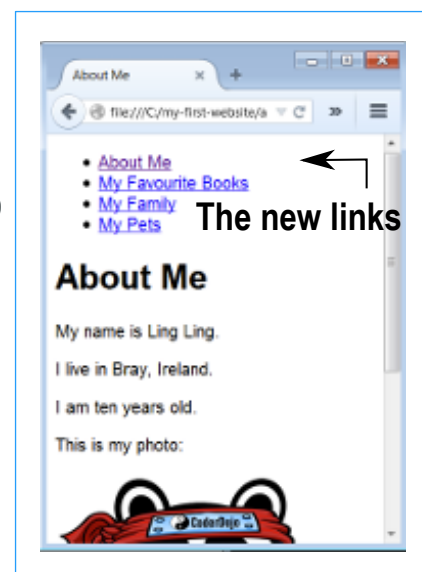 About Me
file:///C:/my-first-website/a
About Me
My Favourite Books
My Family
My Pets
The new links
About Me
My name is Ling Ling.
I live in Bray, Ireland.
I am ten years old.
This is my photo:
CoderDojo